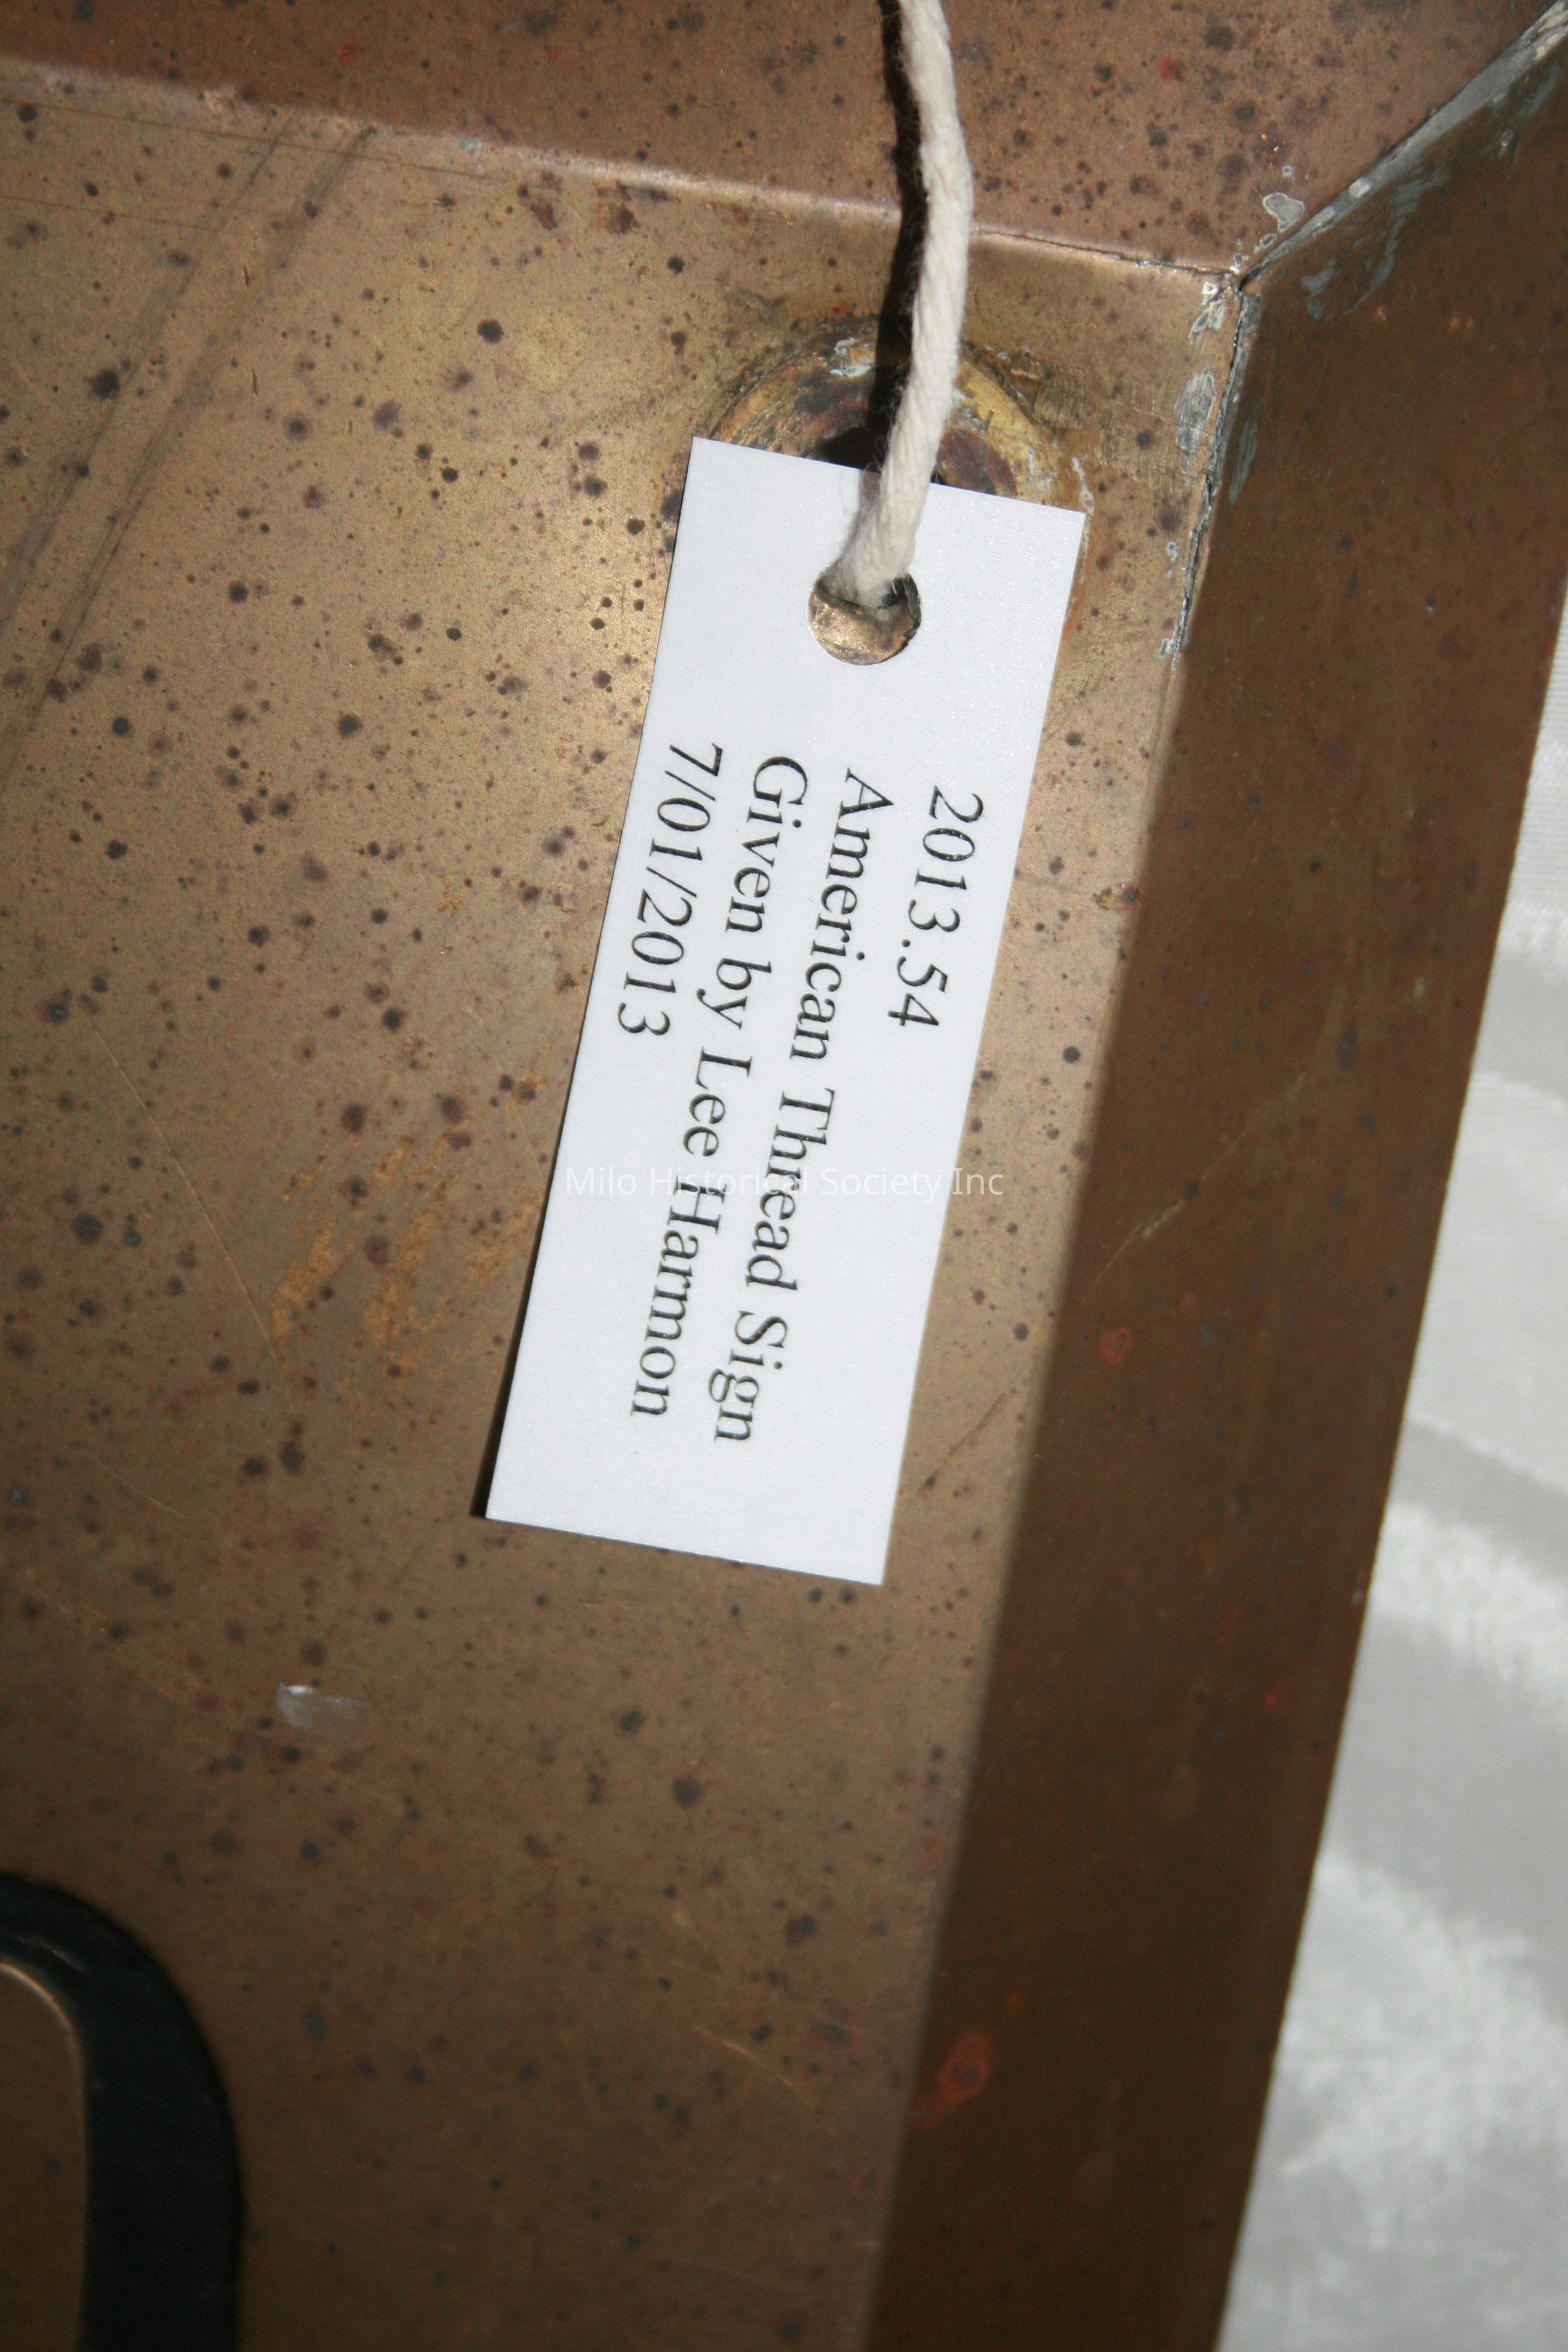 2013.54
American Thread Sign
Given by Lee Harmon
7/01/2013
Milo Historical Society Inc